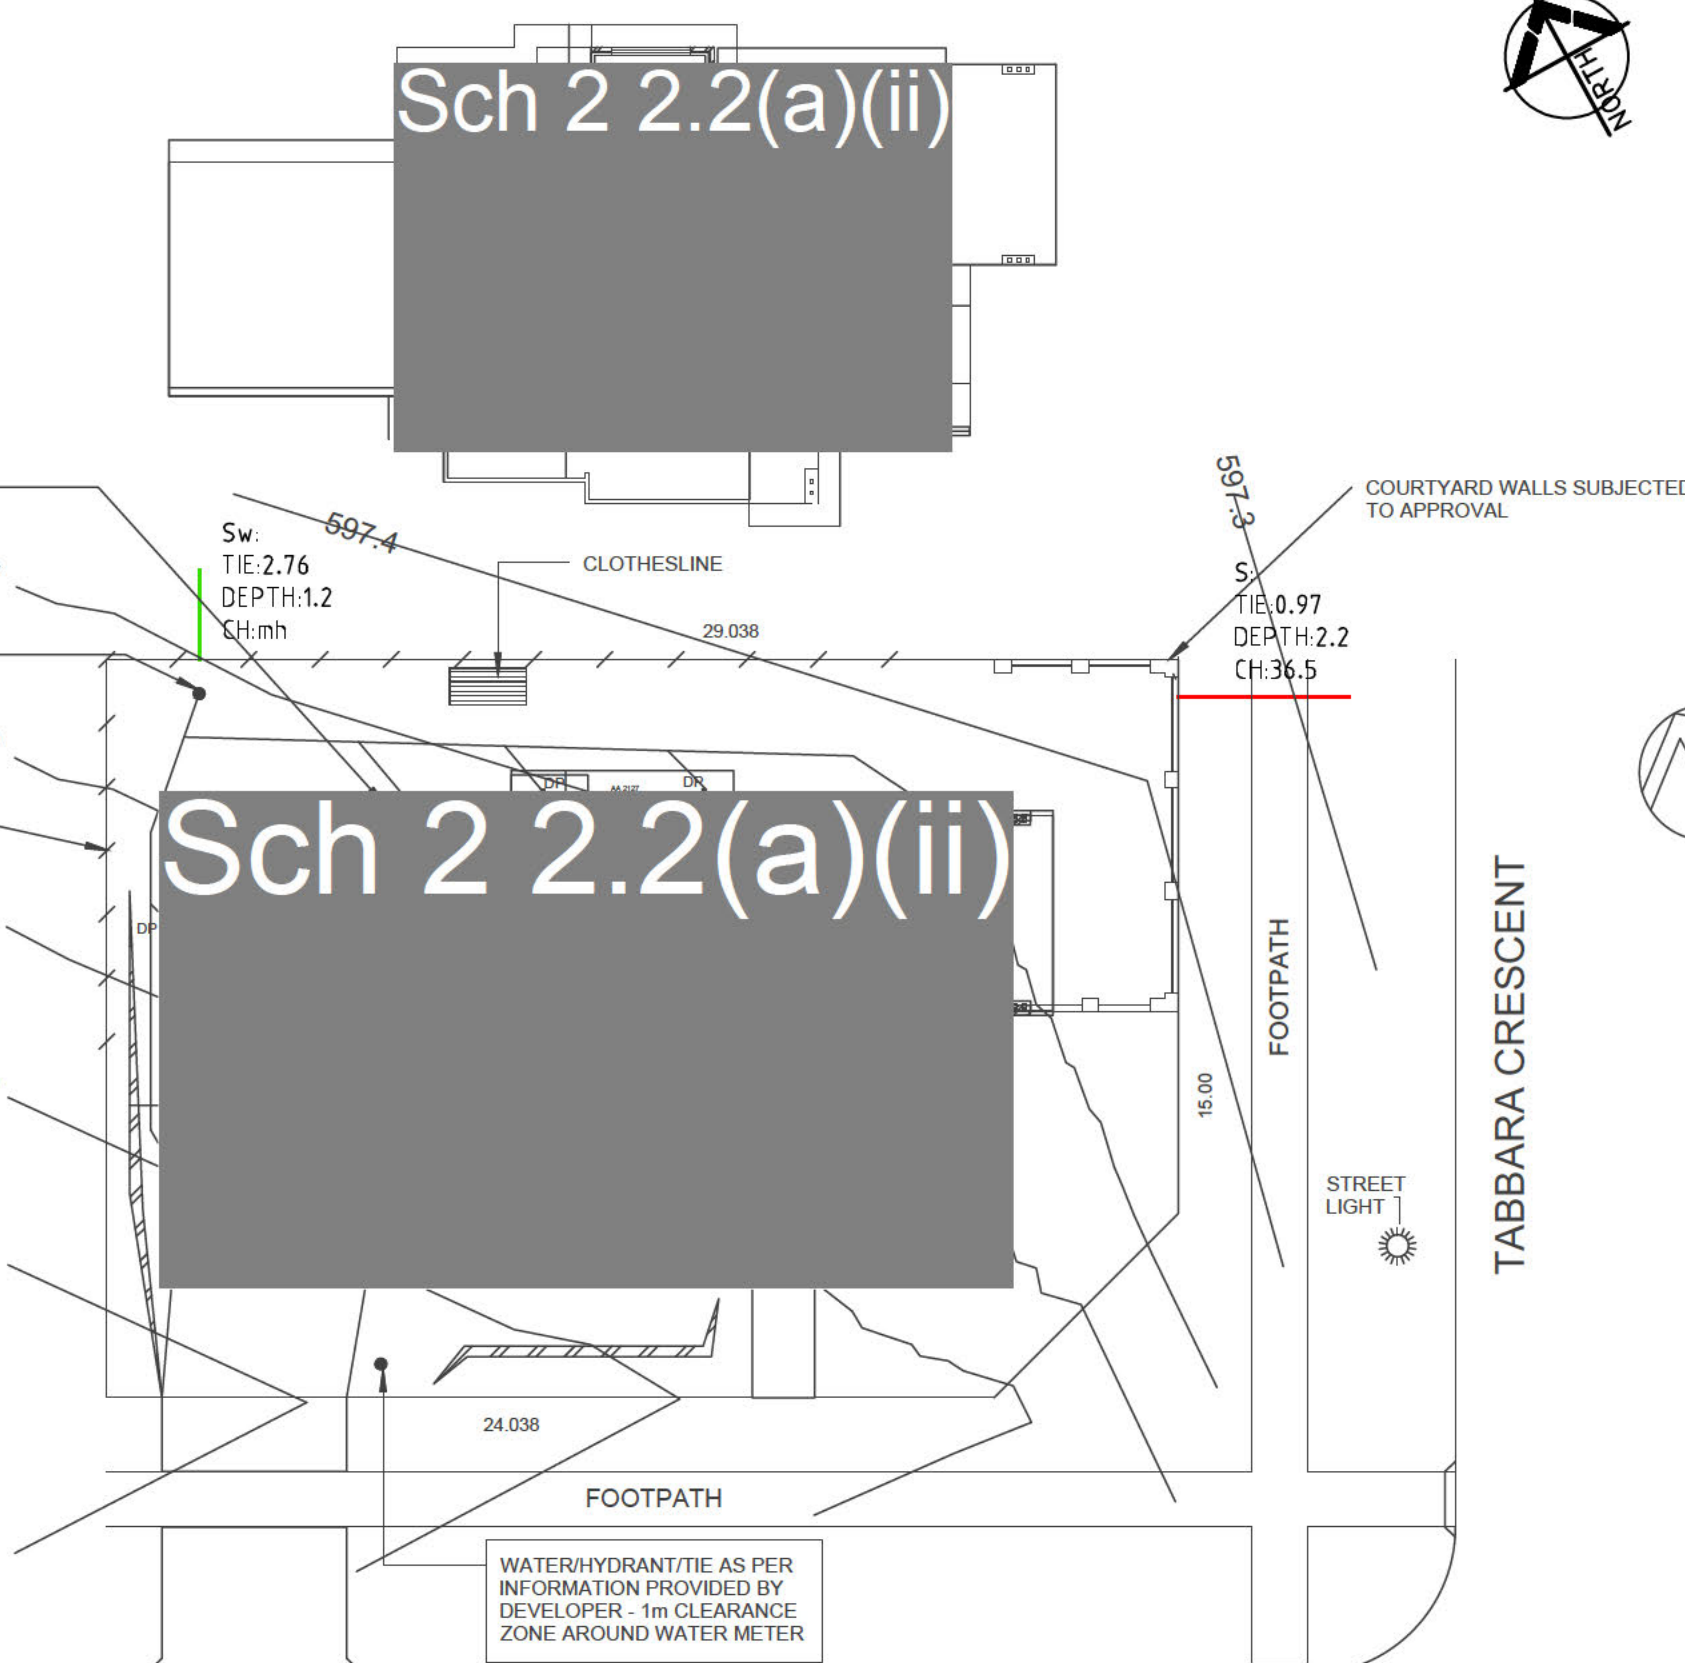 NORTH
Sch 2 2.2(a)(ii)
597.3
COURTYARD WALLS SUBJECTED
TO APPROVAL
597.4
Sw:
TIE:2.76
DEPTH:1.2
CH:mh
CLOTHESLINE
29.038
S:
TIE:0.97
DEPTH:2.2
CH:36.5
DP
AA 2127
DP
Sch 2 2.2(a)(ii)
DP
FOOTPATH
TABBARA CRESCENT
15.00
STREET
LIGHT
24.038
FOOTPATH
WATER/HYDRANT/TIE AS PER
INFORMATION PROVIDED BY
DEVELOPER - 1m CLEARANCE
ZONE AROUND WATER METER